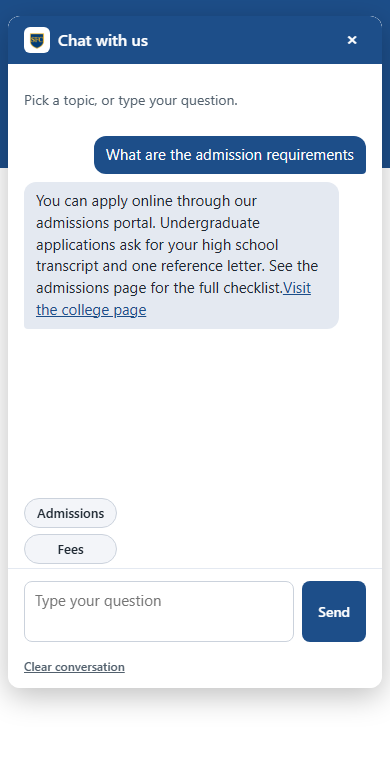 SFC
Chat with us
×
Pick a topic, or type your question.
What are the admission requirements
You can apply online through our
admissions portal. Undergraduate
applications ask for your high school
transcript and one reference letter. See the
admissions page for the full checklist.Visit
the college page
Admissions
Fees
Type your question
Send
Clear conversation